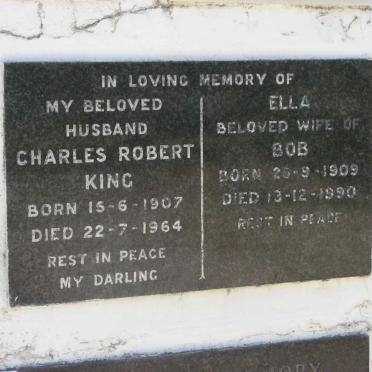 IN LOVING MEMORY OF
MY BELOVED
HUSBAND
CHARLES ROBERT
KING
BORN 15-6-1907
DIED 22-7-1964
REST IN PEACE
MY DARLING
ELLA
BELOVED WIFE OF
BOB
BORN 26-9-1909
DIED 13-12-1990
REST IN PEACE